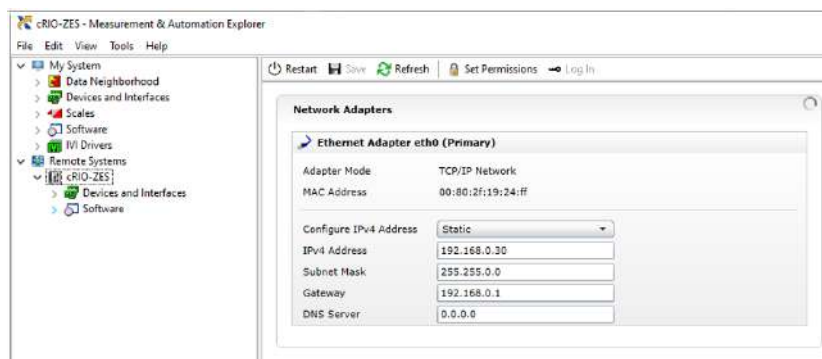 cRIO-ZES - Measurement & Automation Explorer
File Edit View Tools Help
My System
Data Neighborhood
Devices and Interfaces
Scales
Software
IVI Drivers
Remote Systems
cRIO-ZES
Devices and Interfaces
Software
Restart Save Refresh Set Permissions Log In
Network Adapters
Ethernet Adapter eth0 (Primary)
Adapter Mode TCP/IP Network
MAC Address 00:80:2f:19:24:ff
Configure IPv4 Address Static
IPv4 Address 192.168.0.30
Subnet Mask 255.255.0.0
Gateway 192.168.0.1
DNS Server 0.0.0.0